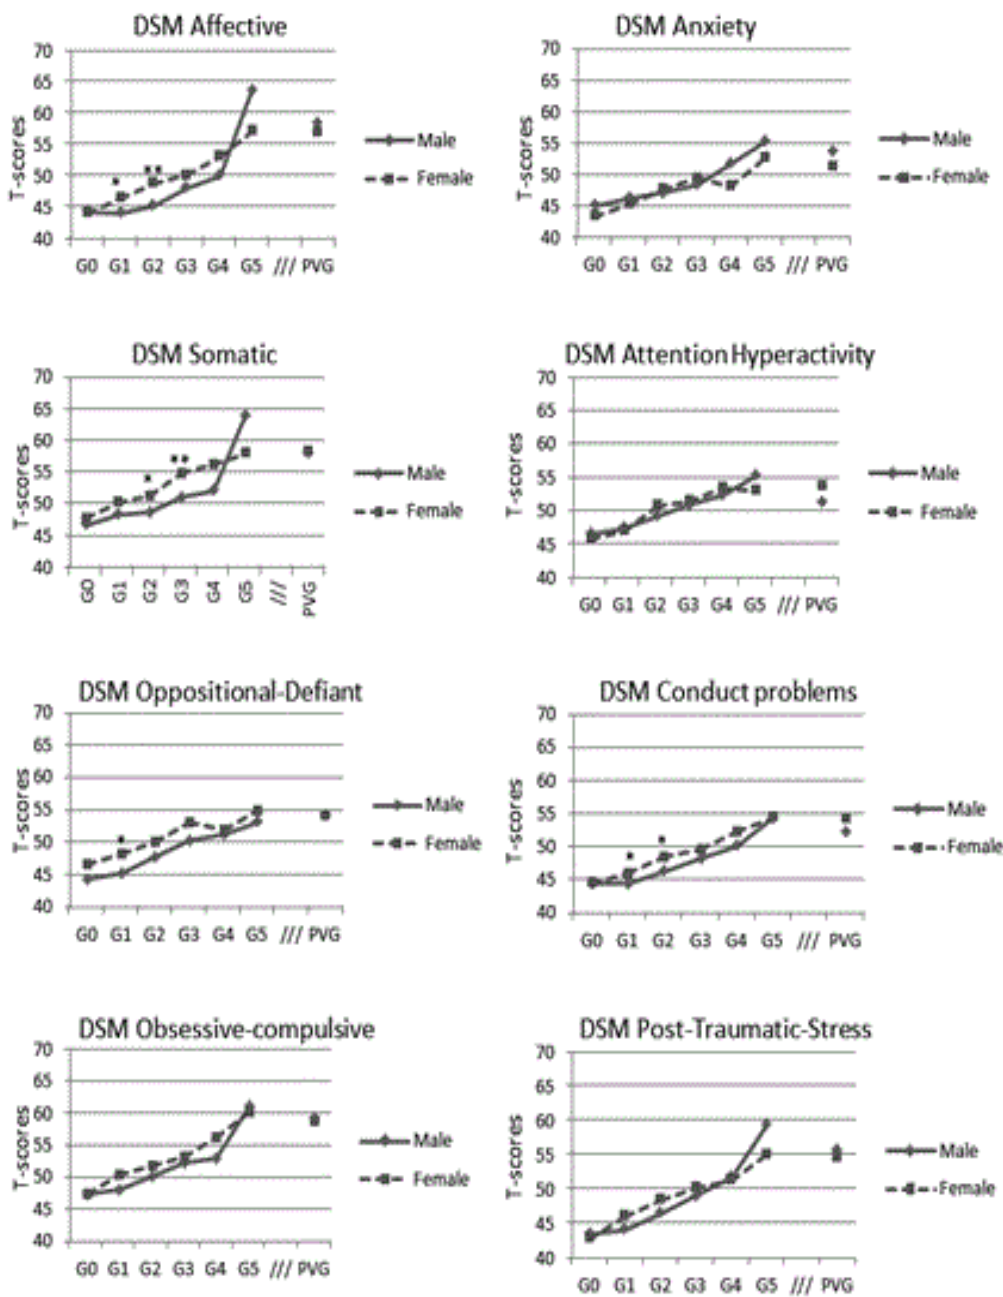 DSM Affective
70
65
60
55
50
45
40
T-scores
G0 G1 G2 G3 G4 G5 /// PVG
Male
Female
DSM Anxiety
70
65
60
55
50
45
40
T-scores
G0 G1 G2 G3 G4 G5 /// PVG
Male
Female
DSM Somatic
70
65
60
55
50
45
40
T-scores
G0 G1 G2 G3 G4 G5 /// PVG
Male
Female
DSM Attention Hyperactivity
70
65
60
55
50
45
40
T-scores
G0 G1 G2 G3 G4 G5 /// PVG
Male
Female
DSM Oppositional-Defiant
70
65
60
55
50
45
40
T-scores
G0 G1 G2 G3 G4 G5 /// PVG
Male
Female
DSM Conduct problems
70
65
60
55
50
45
40
T-scores
G0 G1 G2 G3 G4 G5 /// PVG
Male
Female
DSM Obsessive-compulsive
70
65
60
55
50
45
40
T-scores
G0 G1 G2 G3 G4 G5 /// PVG
Male
Female
DSM Post-Traumatic-Stress
70
65
60
55
50
45
40
T-scores
G0 G1 G2 G3 G4 G5 /// PVG
Male
Female